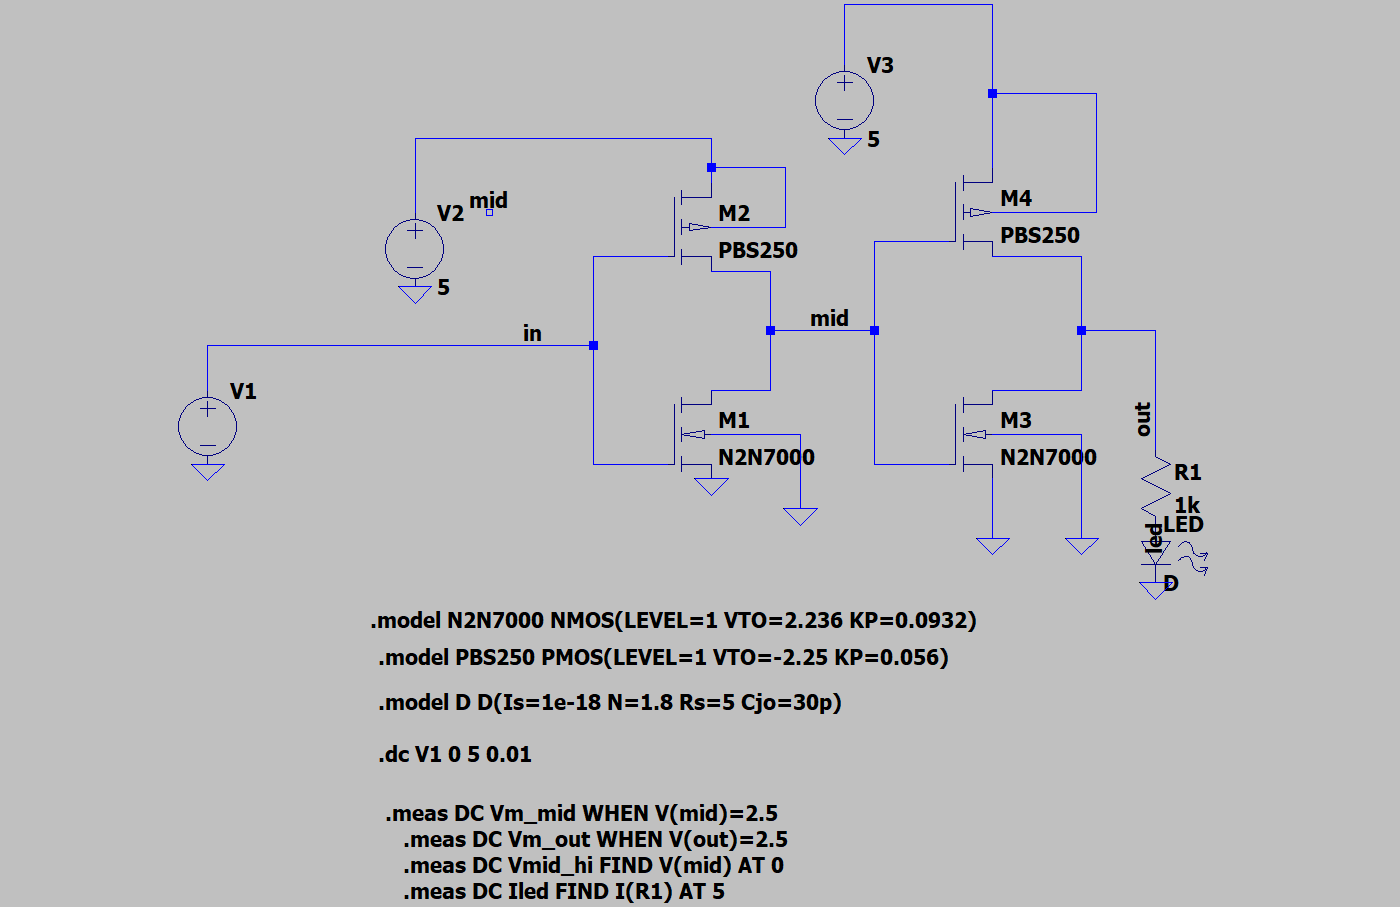 V3
5
mid
V2
5
M2
PBS250
M4
PBS250
in
mid
V1
M1
N2N7000
M3
N2N7000
out
R1
1k
led
LED
D
.model N2N7000 NMOS(LEVEL=1 VTO=2.236 KP=0.0932)
.model PBS250 PMOS(LEVEL=1 VTO=-2.25 KP=0.056)
.model D D(Is=1e-18 N=1.8 Rs=5 Cjo=30p)
.dc V1 0 5 0.01
.meas DC Vm_mid WHEN V(mid)=2.5
.meas DC Vm_out WHEN V(out)=2.5
.meas DC Vmid_hi FIND V(mid) AT 0
.meas DC Iled FIND I(R1) AT 5